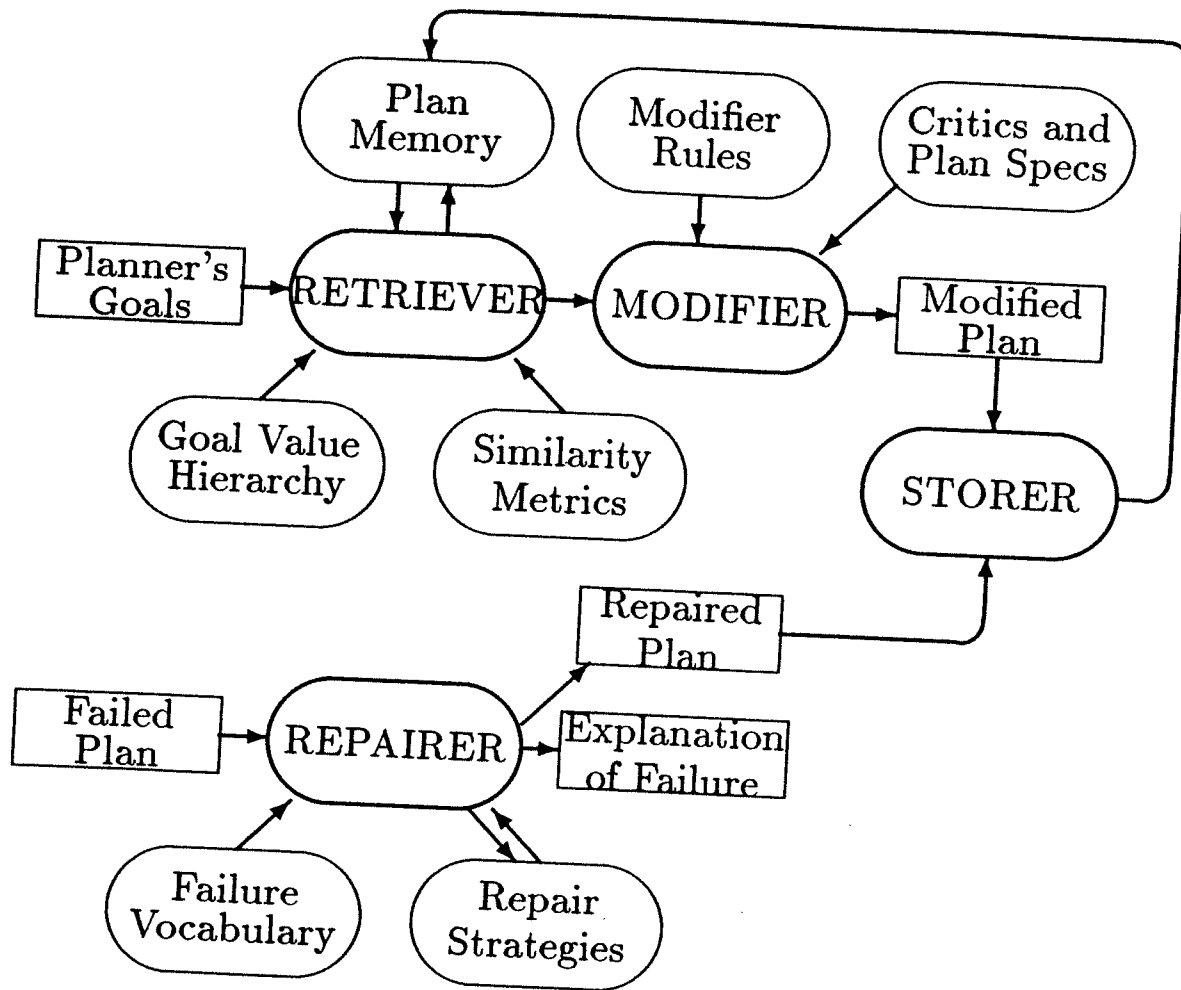 Plan
Memory
Modifier
Rules
Critics and
Plan Specs
Planner's
Goals
RETRIEVER
MODIFIER
Modified
Plan
Goal Value
Hierarchy
Similarity
Metrics
STORER
Repaired
Plan
Failed
Plan
REPAIRER
Explanation
of Failure
Failure
Vocabulary
Repair
Strategies